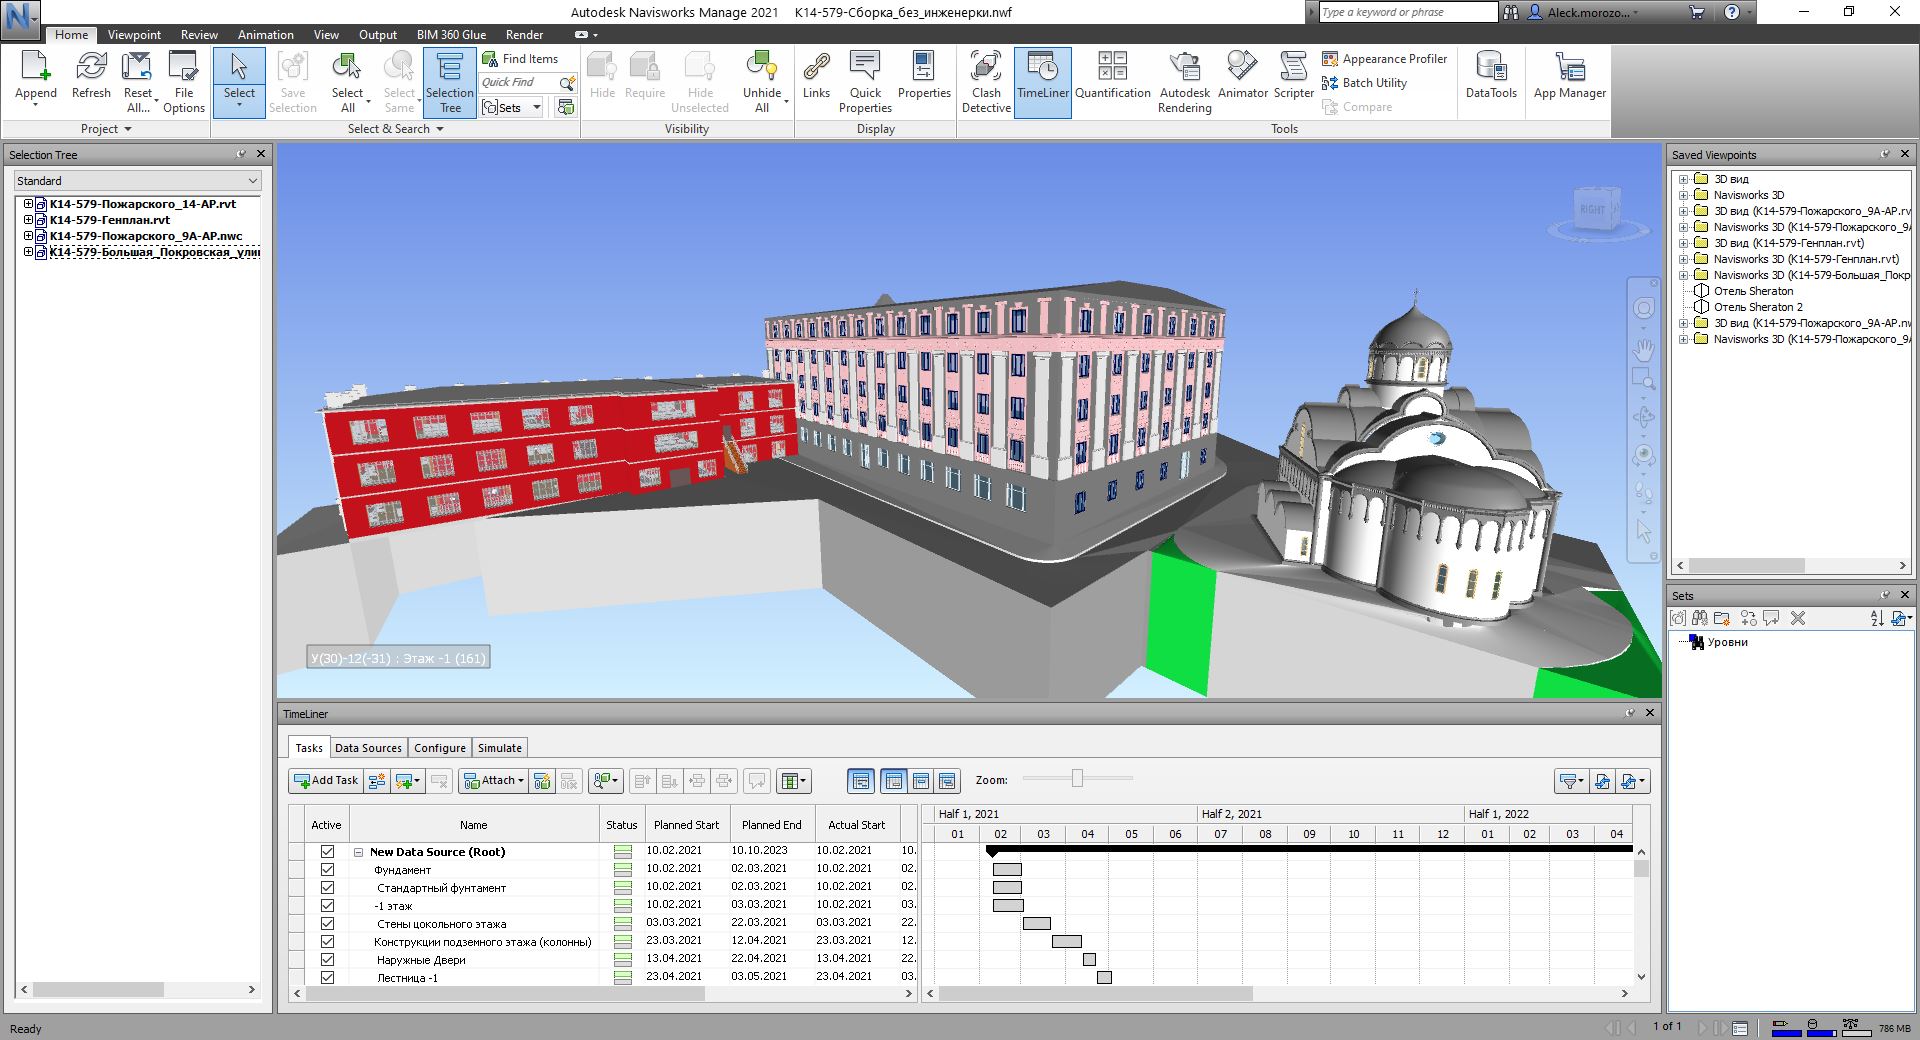 Autodesk Navisworks Manage 2021 K14-579-Сборка_без_инженерки.nwf
Type a keyword or phrase
Aleck.morozo...
Home Viewpoint Review Animation View Output BIM 360 Glue Render
Append
Refresh
Reset All...
File Options
Project
Select
Save Selection
Select All
Select Same
Selection Tree
Find Items
Quick Find
Sets
Select & Search
Hide
Require
Hide Unselected
Unhide All
Visibility
Links
Quick Properties
Properties
Display
Clash Detective
TimeLiner
Quantification
Autodesk Rendering
Animator
Scripter
Appearance Profiler
Batch Utility
Compare
Tools
DataTools
App Manager
Selection Tree
Standard
K14-579-Пожарского_14-АР.rvt
K14-579-Генплан.rvt
K14-579-Пожарского_9А-АР.nwc
K14-579-Большая_Покровская_ули
RIGHT
У(30)-12(-31) : Этаж -1 (161)
Saved Viewpoints
3D вид
Navisworks 3D
3D вид (K14-579-Пожарского_9А-АР.rv
Navisworks 3D (K14-579-Пожарского_9А
3D вид (K14-579-Генплан.rvt)
Navisworks 3D (K14-579-Генплан.rvt)
Navisworks 3D (K14-579-Большая_Покр
Отель Sheraton
Отель Sheraton 2
3D вид (K14-579-Пожарского_9А-АР.nw
Navisworks 3D (K14-579-Пожарского_9А
Sets
Уровни
TimeLiner
Tasks Data Sources Configure Simulate
Add Task
Attach
Zoom:
Active Name Status Planned Start Planned End Actual Start
Half 1, 2021 Half 2, 2021 Half 1, 2022
01 02 03 04 05 06 07 08 09 10 11 12 01 02 03 04
New Data Source (Root) 10.02.2021 10.10.2023 10.02.2021 10.
Фундамент 10.02.2021 02.03.2021 10.02.2021 02.
Стандартный фунтамент 10.02.2021 02.03.2021 10.02.2021 02.
-1 этаж 10.02.2021 03.03.2021 10.02.2021 03.
Стены цокольного этажа 03.03.2021 22.03.2021 03.03.2021 22.
Конструкции подземного этажа (колонны) 23.03.2021 12.04.2021 23.03.2021 12.
Наружные Двери 13.04.2021 22.04.2021 13.04.2021 22.
Лестница -1 23.04.2021 03.05.2021 23.04.2021 03.
Ready
1 of 1
786 MB